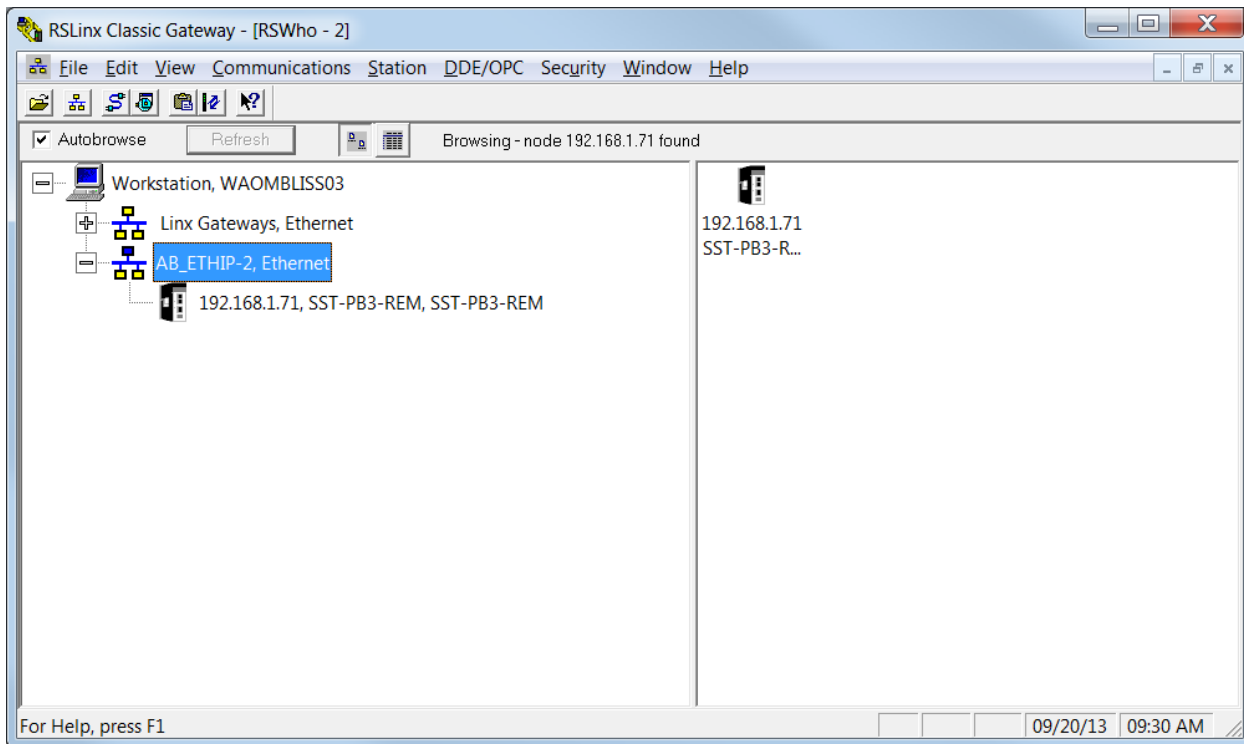 RSLinx Classic Gateway - [RSWho - 2]
File Edit View Communications Station DDE/OPC Security Window Help
Autobrowse Refresh Browsing - node 192.168.1.71 found
Workstation, WAOMBLISS03
Linx Gateways, Ethernet
AB_ETHIP-2, Ethernet
192.168.1.71, SST-PB3-REM, SST-PB3-REM
192.168.1.71
SST-PB3-R...
For Help, press F1 09/20/13 09:30 AM